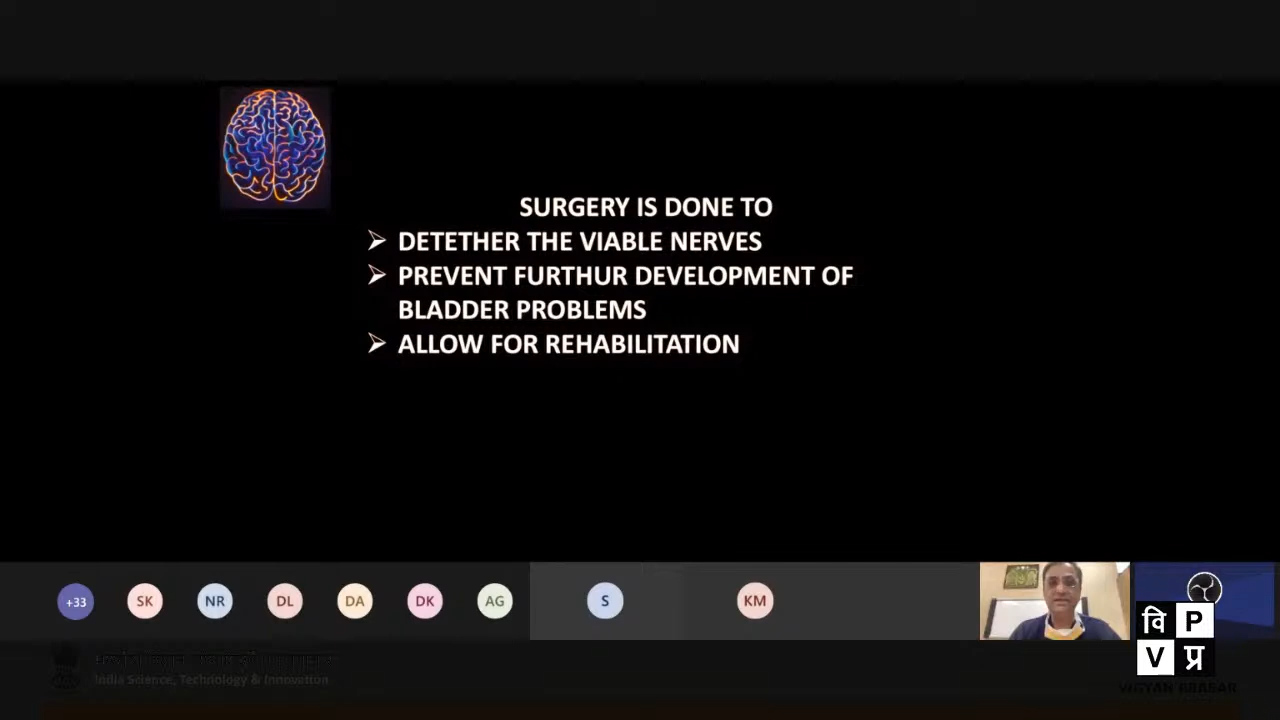 SURGERY IS DONE TO
➢ DETETHER THE VIABLE NERVES
➢ PREVENT FURTHUR DEVELOPMENT OF
BLADDER PROBLEMS
➢ ALLOW FOR REHABILITATION
+33 SK NR DL DA DK AG S KM
वि P
V प्र
India Science, Technology & Innovation
VIGYAN PRASAR